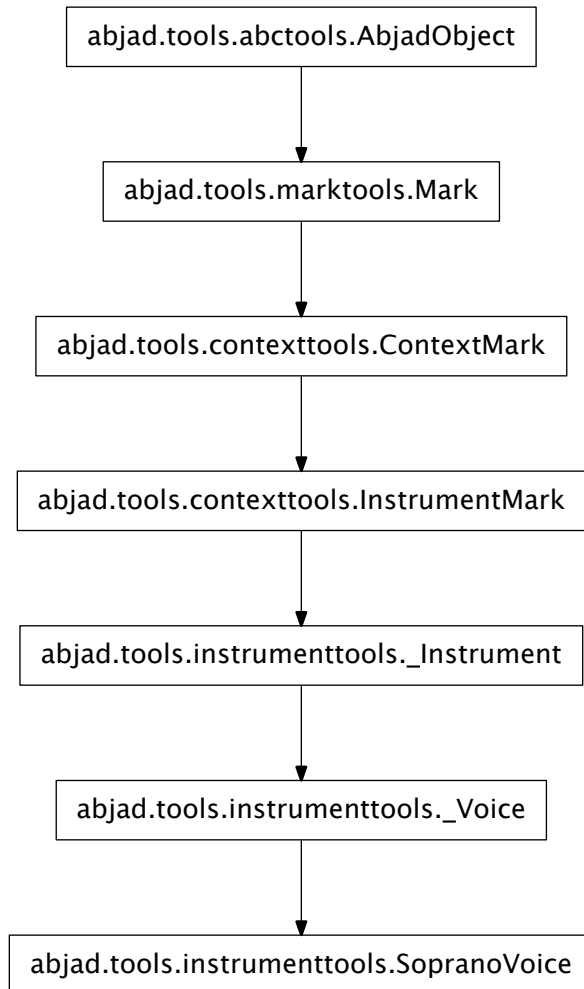 abjad.tools.abctools.AbjadObject
abjad.tools.marktools.Mark
abjad.tools.contexttools.ContextMark
abjad.tools.contexttools.InstrumentMark
abjad.tools.instrumenttools._Instrument
abjad.tools.instrumenttools._Voice
abjad.tools.instrumenttools.SopranoVoice